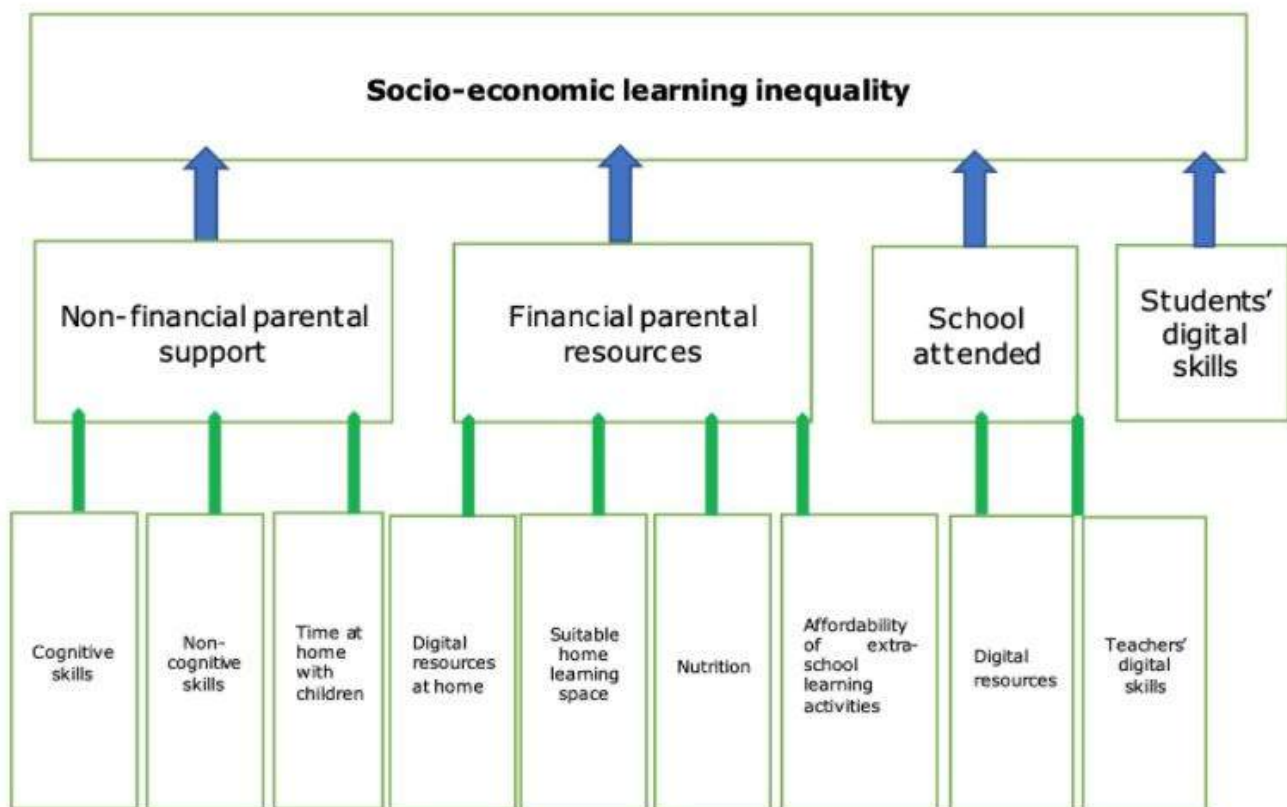 Socio-economic learning inequality
Non-financial parental
support
Financial parental
resources
School
attended
Students’
digital
skills
Cognitive
skills
Non-
cognitive
skills
Time at
home
with
children
Digital
resources
at home
Suitable
home
learning
space
Nutrition
Affordability
of extra-
school
learning
activities
Digital
resources
Teachers’
digital skills